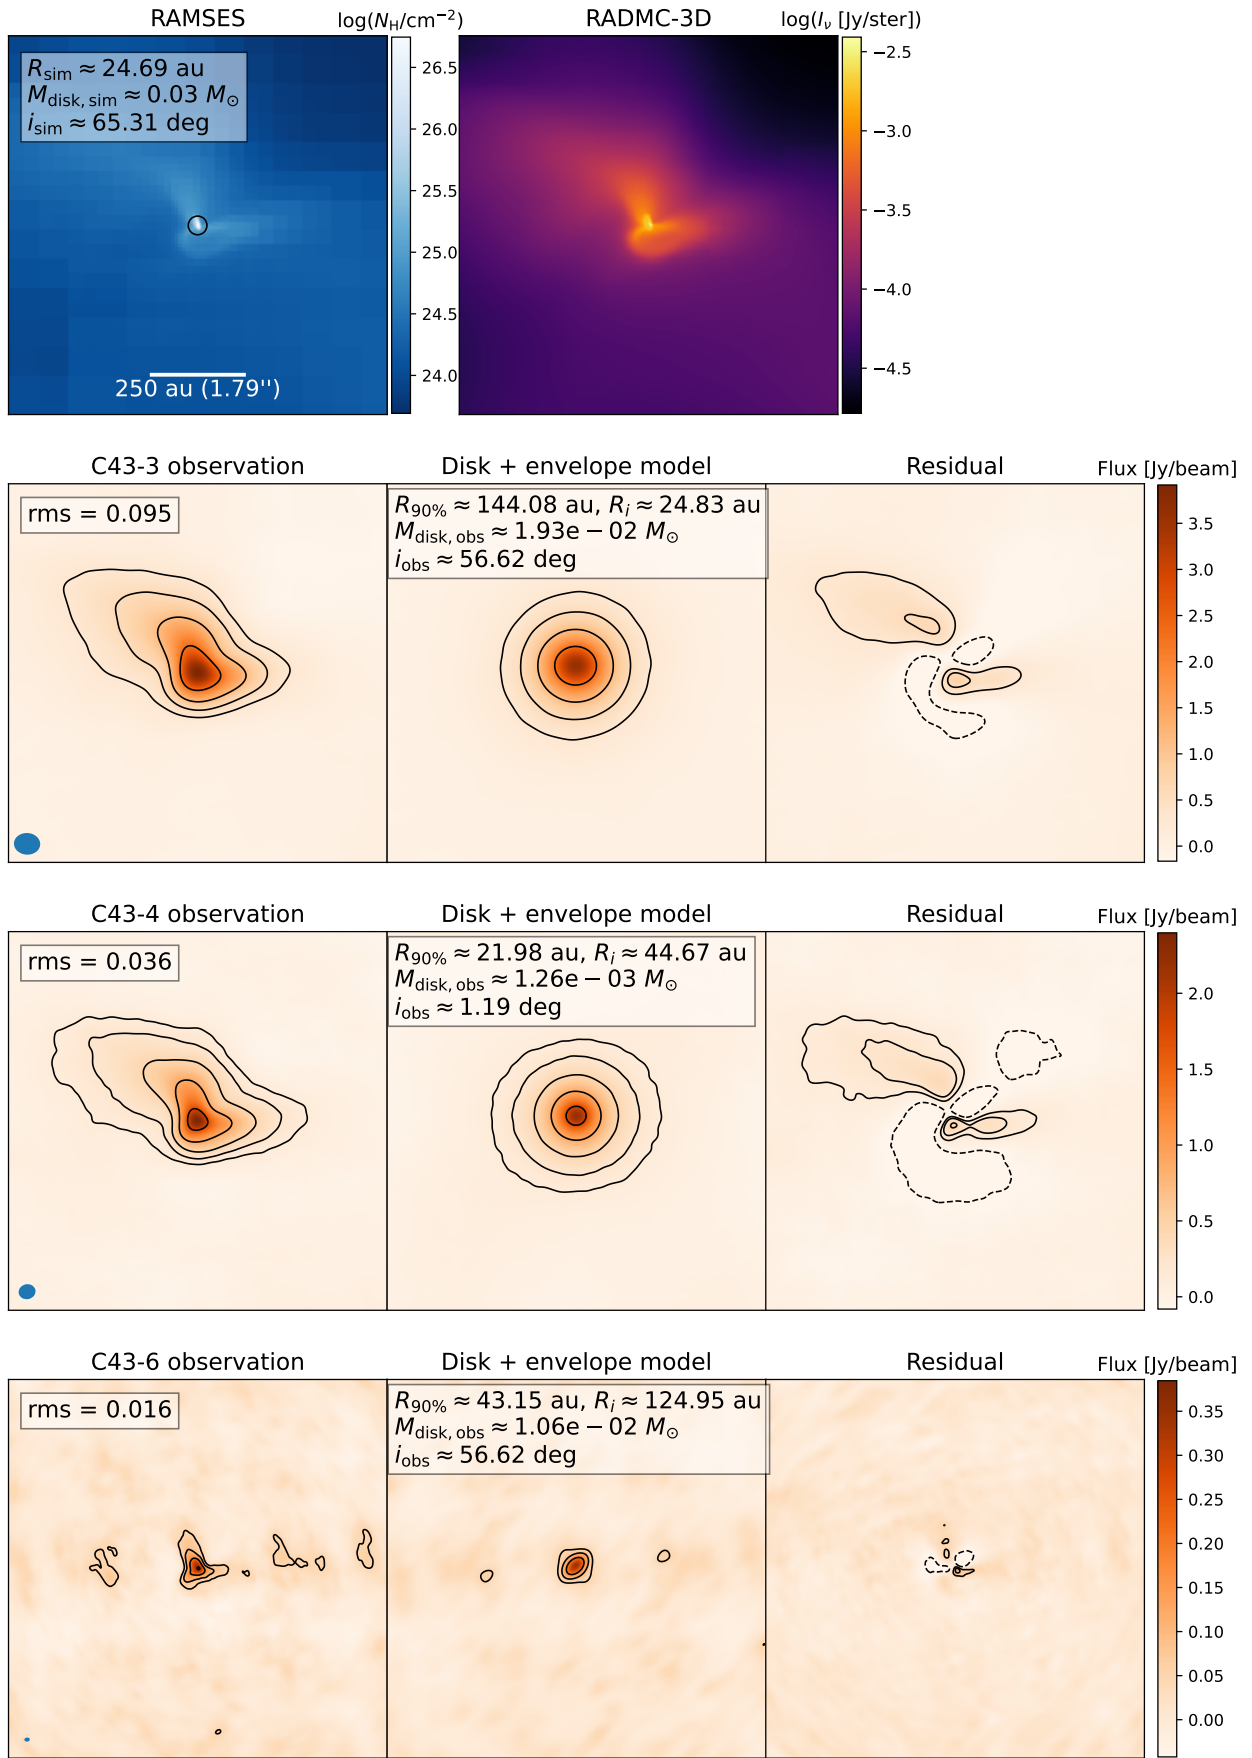 RAMSES
log(N_H/cm⁻²)
RADMC-3D
log(I_ν [Jy/ster])
R_sim ≈ 24.69 au
M_disk, sim ≈ 0.03 M_⊙
i_sim ≈ 65.31 deg
250 au (1.79'')
26.5
26.0
25.5
25.0
24.5
24.0
−2.5
−3.0
−3.5
−4.0
−4.5
C43-3 observation
Disk + envelope model
Residual
Flux [Jy/beam]
rms = 0.095
R_90% ≈ 144.08 au, R_i ≈ 24.83 au
M_disk, obs ≈ 1.93e − 02 M_⊙
i_obs ≈ 56.62 deg
3.5
3.0
2.5
2.0
1.5
1.0
0.5
0.0
C43-4 observation
Disk + envelope model
Residual
Flux [Jy/beam]
rms = 0.036
R_90% ≈ 21.98 au, R_i ≈ 44.67 au
M_disk, obs ≈ 1.26e − 03 M_⊙
i_obs ≈ 1.19 deg
2.0
1.5
1.0
0.5
0.0
C43-6 observation
Disk + envelope model
Residual
Flux [Jy/beam]
rms = 0.016
R_90% ≈ 43.15 au, R_i ≈ 124.95 au
M_disk, obs ≈ 1.06e − 02 M_⊙
i_obs ≈ 56.62 deg
0.35
0.30
0.25
0.20
0.15
0.10
0.05
0.00